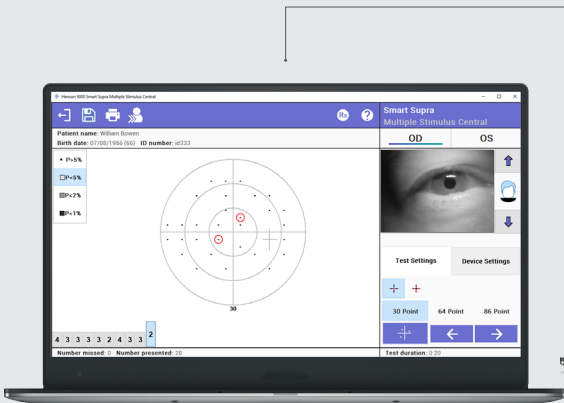 Henson 9000 Smart Supra Multiple Stimulus Central
Rx ?
Smart Supra
Multiple Stimulus Central
Patient name: William Bowen
Birth date: 07/08/1956 (66) ID number: id333
OD OS
P>5%
P<5%
P<2%
P<1%
30
Test Settings Device Settings
30 Point 64 Point 86 Point
4 3 3 3 3 2 4 3 3 2
Number missed: 0 Number presented: 20
Test duration: 0:20